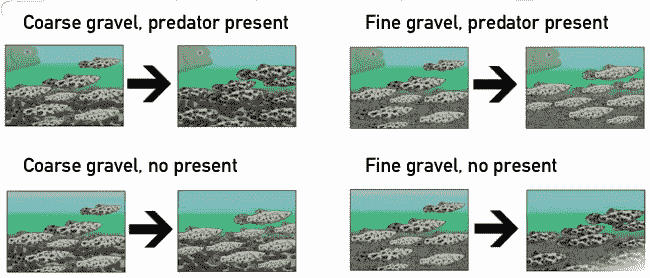 Coarse gravel, predator present
Fine gravel, predator present
Coarse gravel, no present
Fine gravel, no present